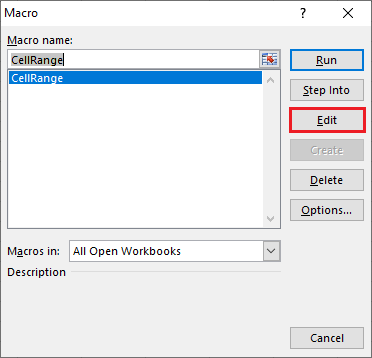 Macro
?
Macro name:
CellRange
CellRange
Run
Step Into
Edit
Create
Delete
Options...
Macros in:
All Open Workbooks
Description
Cancel